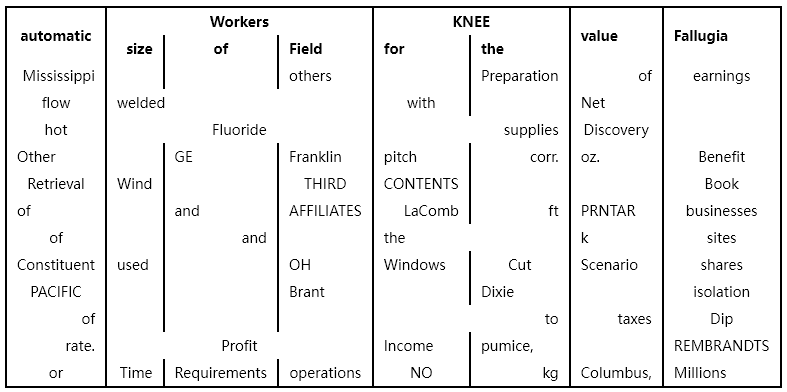 Workers KNEE
automatic value Fallugia
size of Field for the
Mississippi others Preparation of earnings
flow welded with Net
hot Fluoride supplies Discovery
Other GE Franklin pitch corr. oz. Benefit
Retrieval Wind THIRD CONTENTS Book
of and AFFILIATES LaComb ft PRNTAR businesses
of and the k sites
Constituent used OH Windows Cut Scenario shares
PACIFIC Brant Dixie isolation
of to taxes Dip
rate. Profit Income pumice, REMBRANDTS
or Time Requirements operations NO kg Columbus, Millions